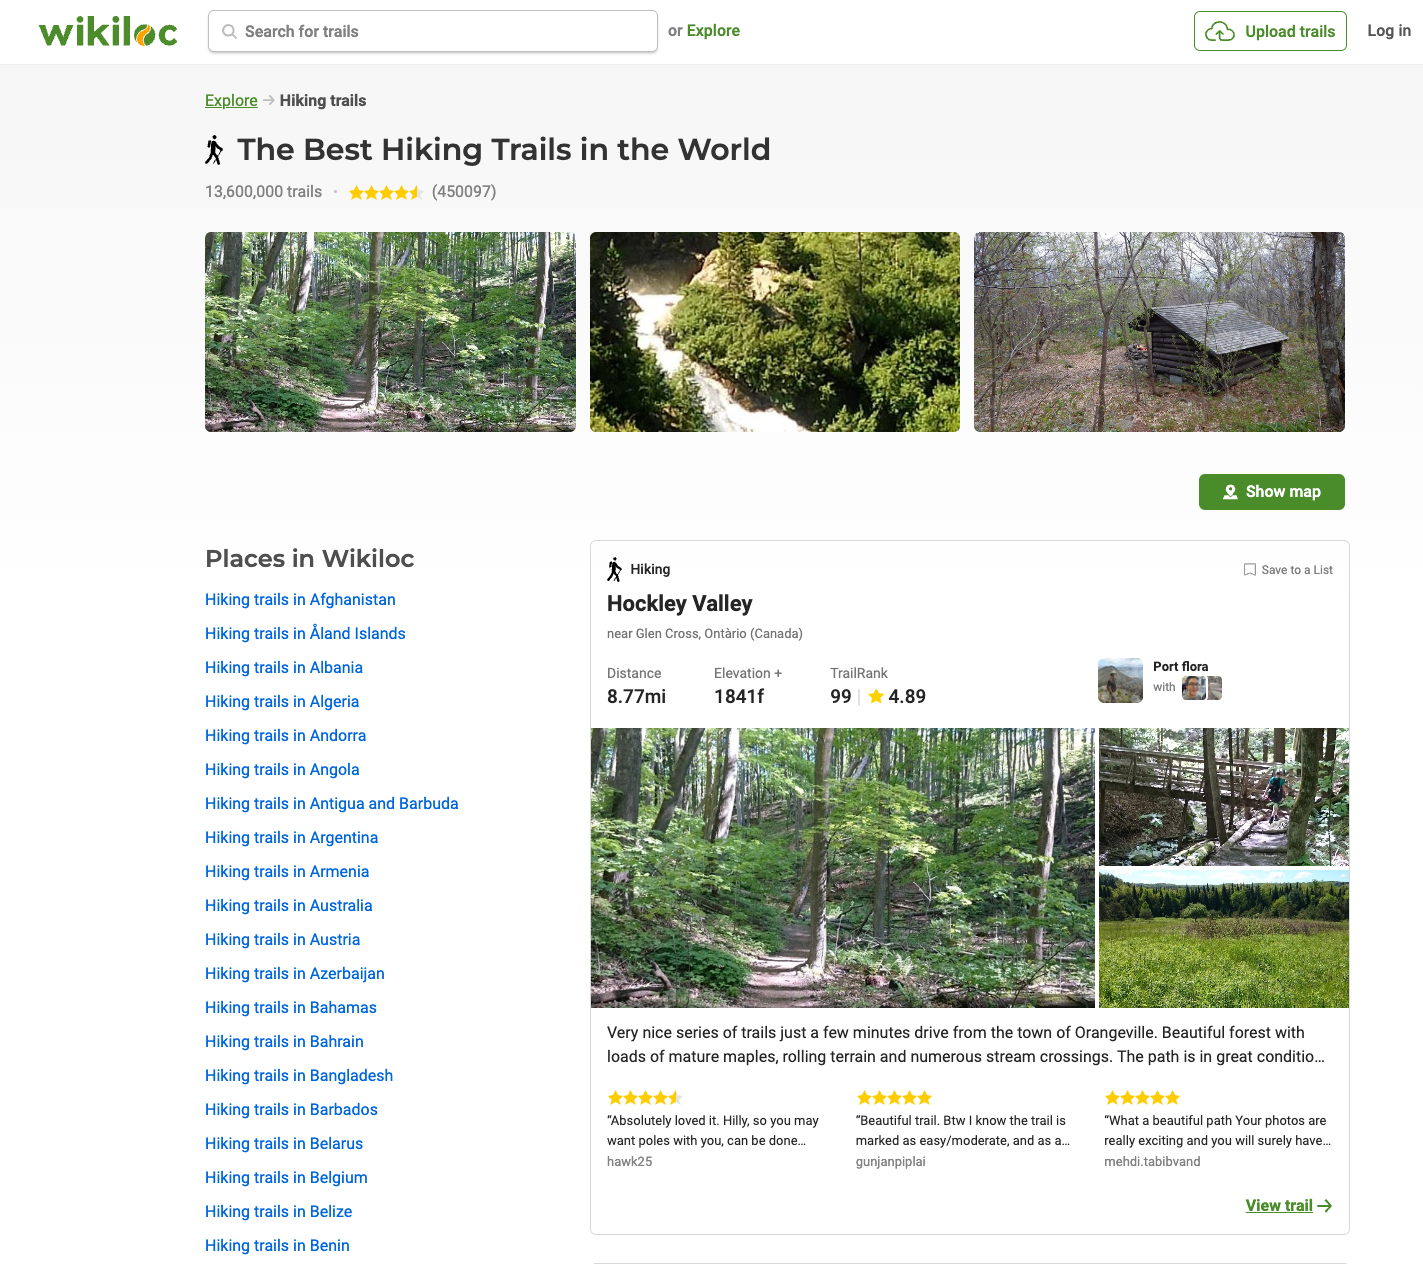 wikiloc
Search for trails
or Explore
Upload trails
Log in
Explore → Hiking trails
The Best Hiking Trails in the World
13,600,000 trails • (450097)
Show map
Places in Wikiloc
Hiking trails in Afghanistan
Hiking trails in Åland Islands
Hiking trails in Albania
Hiking trails in Algeria
Hiking trails in Andorra
Hiking trails in Angola
Hiking trails in Antigua and Barbuda
Hiking trails in Argentina
Hiking trails in Armenia
Hiking trails in Australia
Hiking trails in Austria
Hiking trails in Azerbaijan
Hiking trails in Bahamas
Hiking trails in Bahrain
Hiking trails in Bangladesh
Hiking trails in Barbados
Hiking trails in Belarus
Hiking trails in Belgium
Hiking trails in Belize
Hiking trails in Benin
Hiking
Save to a List
Hockley Valley
near Glen Cross, Ontàrio (Canada)
Distance
8.77mi
Elevation +
1841f
TrailRank
99 | 4.89
Port flora
with
Very nice series of trails just a few minutes drive from the town of Orangeville. Beautiful forest with
loads of mature maples, rolling terrain and numerous stream crossings. The path is in great conditio...
“Absolutely loved it. Hilly, so you may
want poles with you, can be done...
hawk25
“Beautiful trail. Btw I know the trail is
marked as easy/moderate, and as a...
gunjanpiplai
“What a beautiful path Your photos are
really exciting and you will surely have...
mehdi.tabibvand
View trail →